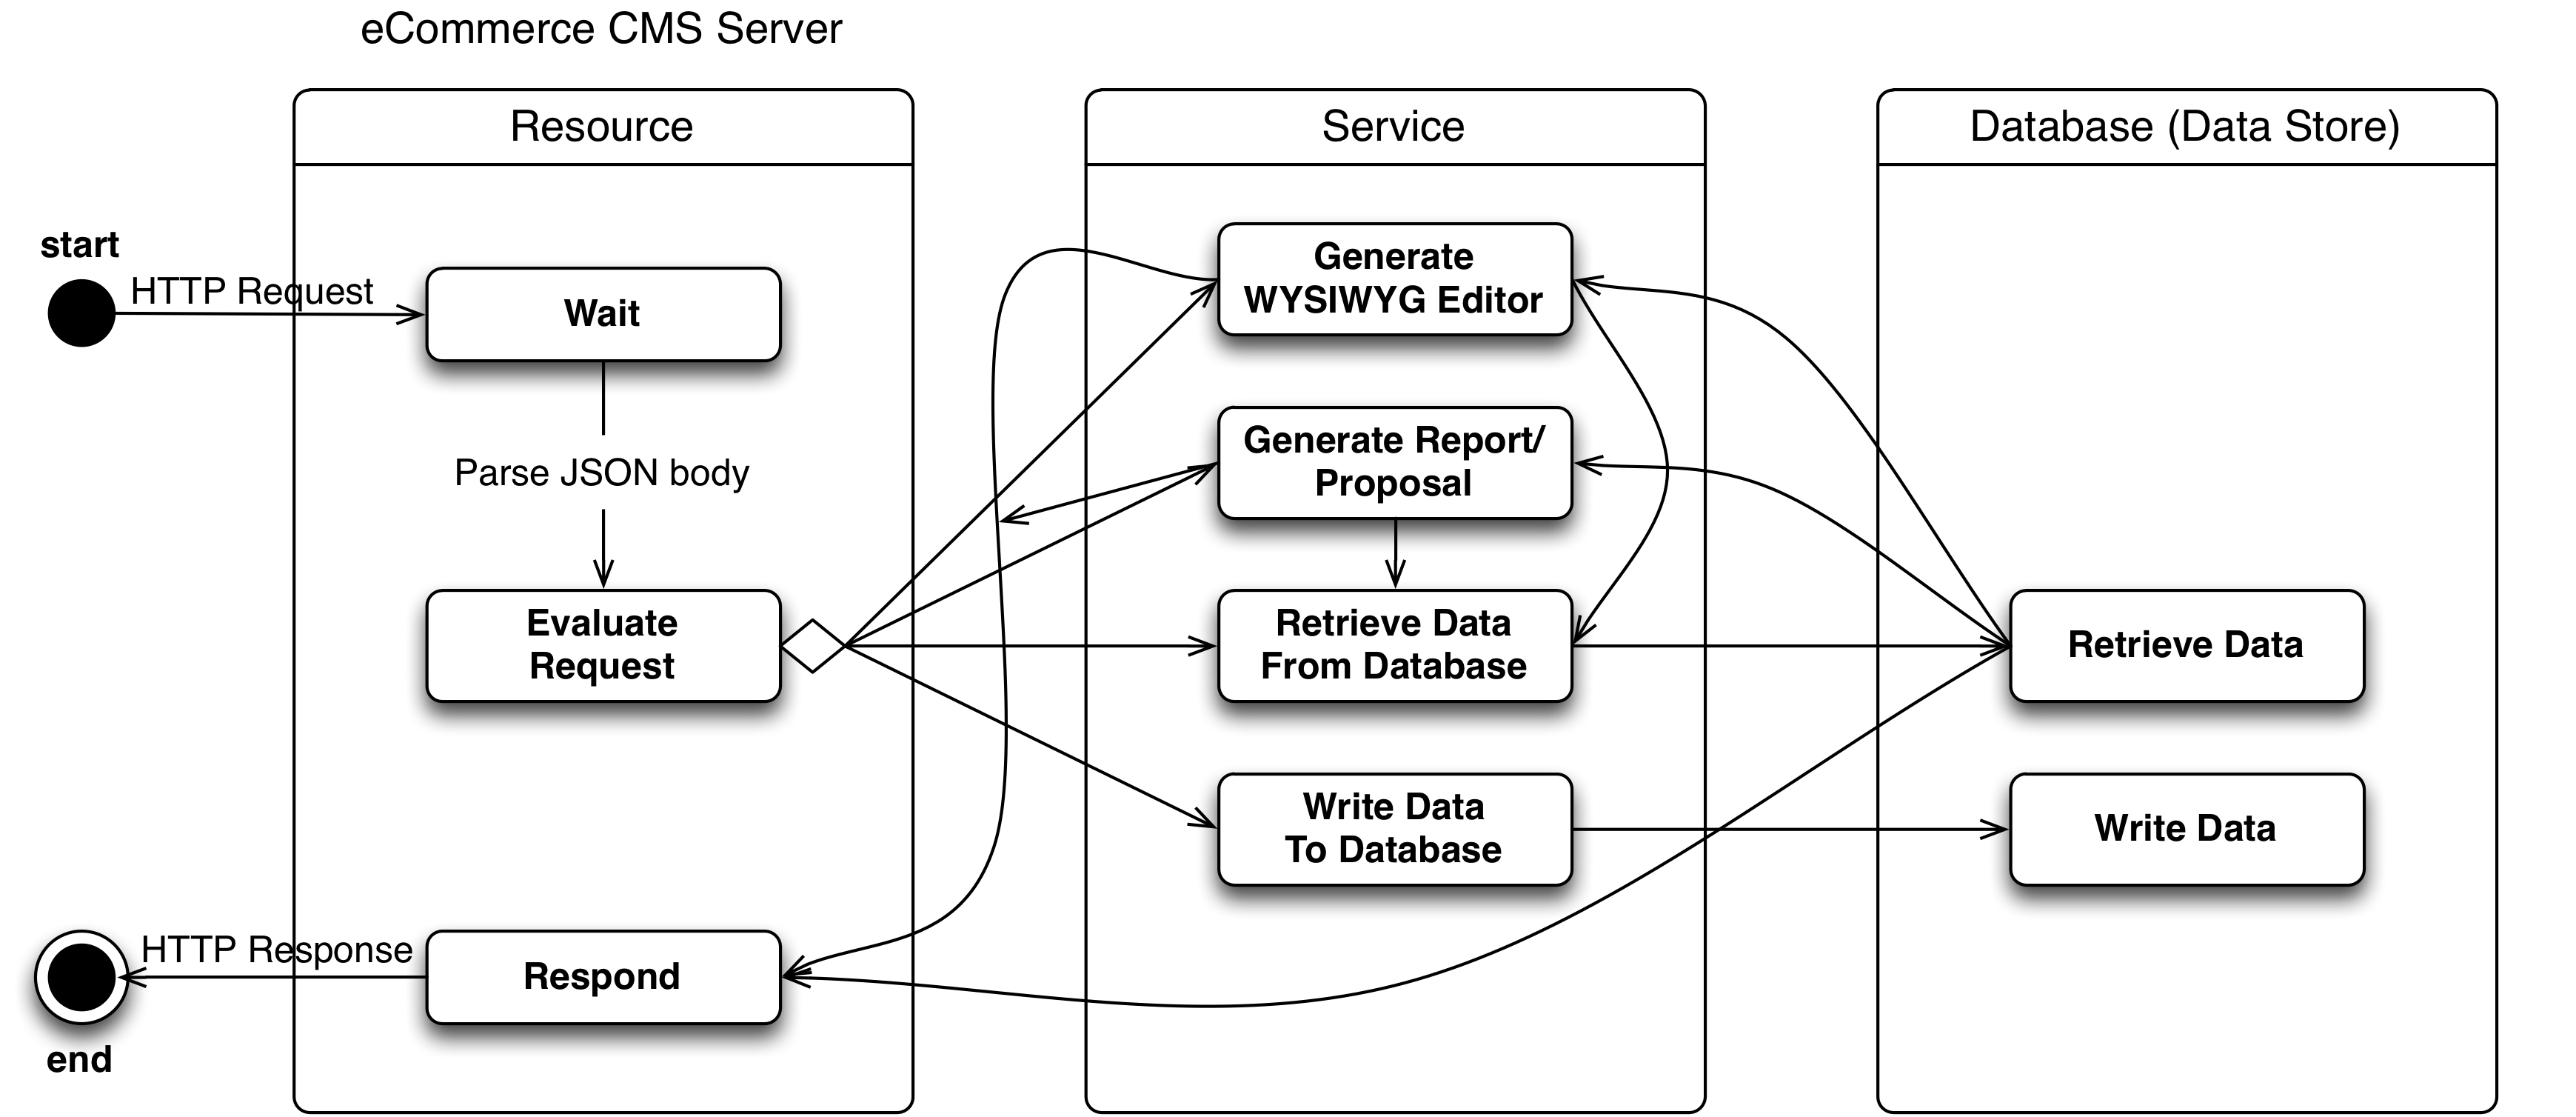 eCommerce CMS Server
Resource
Service
Database (Data Store)
start
HTTP Request
Wait
Parse JSON body
Evaluate
Request
Generate
WYSIWYG Editor
Generate Report/
Proposal
Retrieve Data
From Database
Write Data
To Database
Retrieve Data
Write Data
HTTP Response
Respond
end